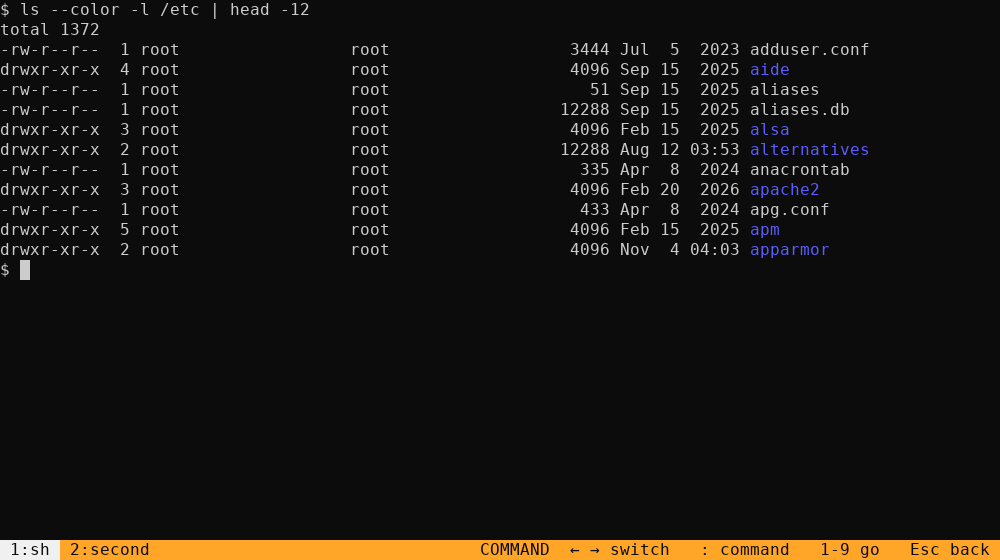 $ ls --color -l /etc | head -12
total 1372
-rw-r--r--  1 root                 root                  3444 Jul  5  2023 adduser.conf
drwxr-xr-x  4 root                 root                  4096 Sep 15  2025 aide
-rw-r--r--  1 root                 root                    51 Sep 15  2025 aliases
-rw-r--r--  1 root                 root                 12288 Sep 15  2025 aliases.db
drwxr-xr-x  3 root                 root                  4096 Feb 15  2025 alsa
drwxr-xr-x  2 root                 root                 12288 Aug 12 03:53 alternatives
-rw-r--r--  1 root                 root                   335 Apr  8  2024 anacrontab
drwxr-xr-x  3 root                 root                  4096 Feb 20  2026 apache2
-rw-r--r--  1 root                 root                   433 Apr  8  2024 apg.conf
drwxr-xr-x  5 root                 root                  4096 Feb 15  2025 apm
drwxr-xr-x  2 root                 root                  4096 Nov  4 04:03 apparmor
$
1:sh  2:second                                 COMMAND  ← → switch   : command   1-9 go   Esc back